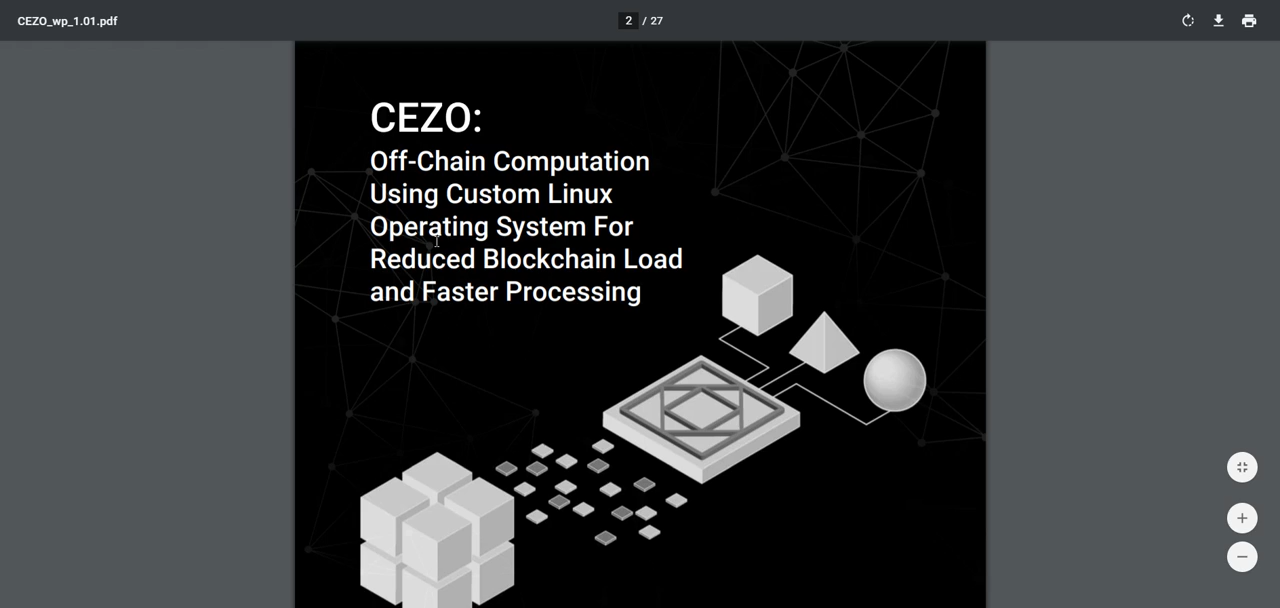 CEZO_wp_1.01.pdf
2 / 27
CEZO:
Off-Chain Computation
Using Custom Linux
Operating System For
Reduced Blockchain Load
and Faster Processing